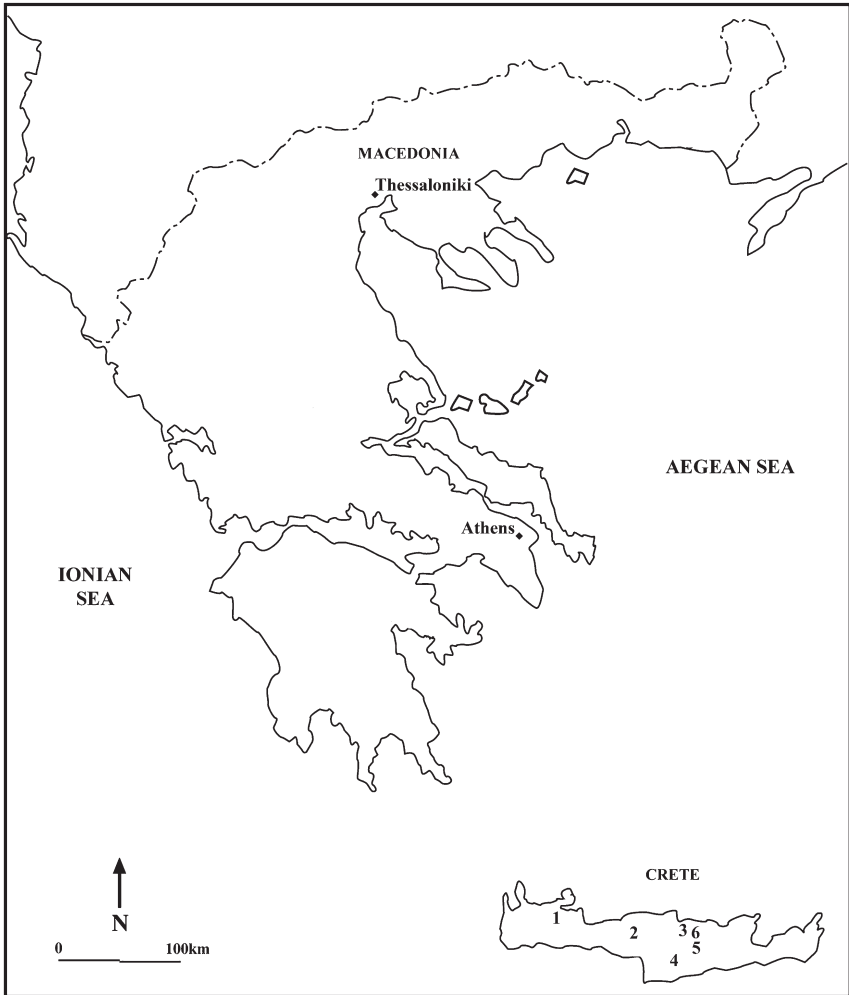 MACEDONIA
Thessaloniki
AEGEAN SEA
Athens
IONIAN
SEA
CRETE
1
2
3
6
5
4
N
0
100km